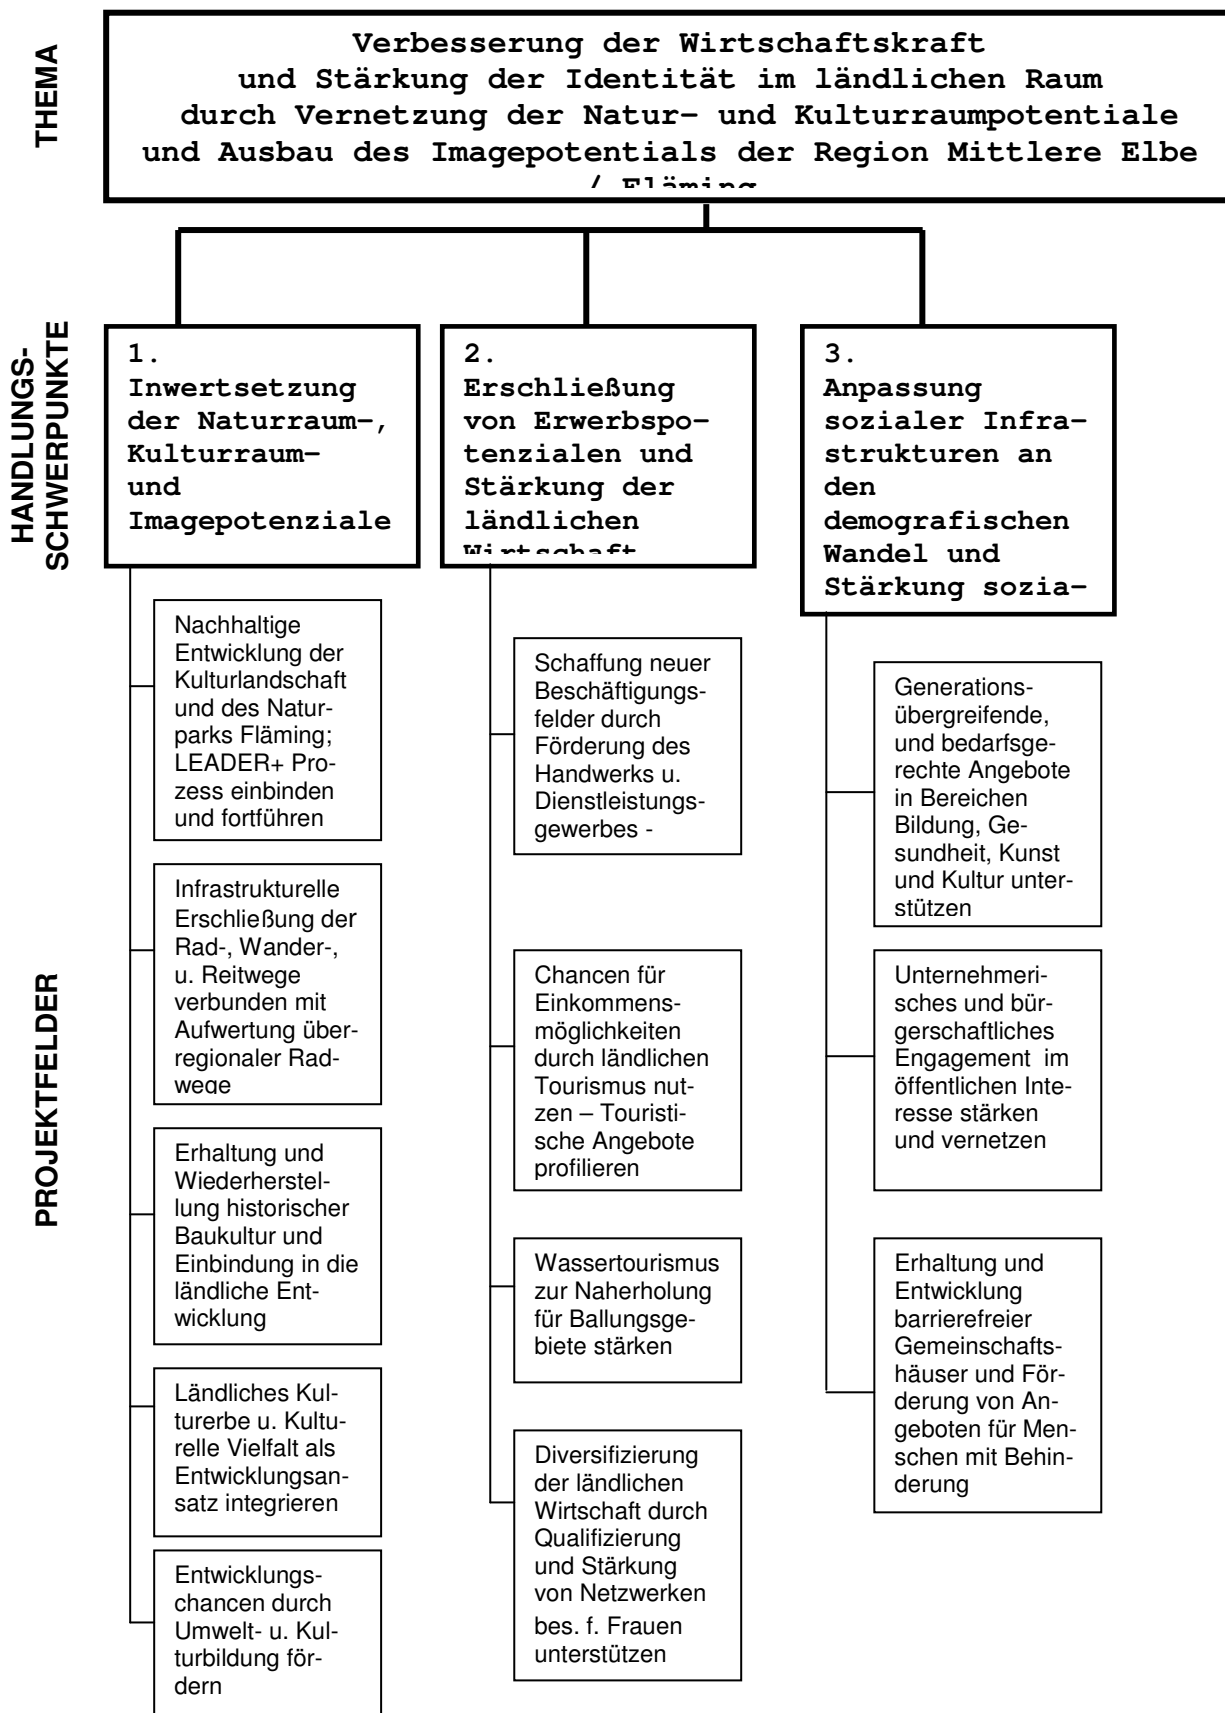 THEMA
Verbesserung der Wirtschaftskraft
und Stärkung der Identität im ländlichen Raum
durch Vernetzung der Natur- und Kulturraumpotentiale
und Ausbau des Imagepotentials der Region Mittlere Elbe
/ Fläming
HANDLUNGS-
SCHWERPUNKTE
1.
Inwertsetzung
der Naturraum-,
Kulturraum-
und
Imagepotenziale
2.
Erschließung
von Erwerbspo-
tenzialen und
Stärkung der
ländlichen
Wirtschaft
3.
Anpassung
sozialer Infra-
strukturen an
den
demografischen
Wandel und
Stärkung sozia-
PROJEKTFELDER
Nachhaltige
Entwicklung der
Kulturlandschaft
und des Natur-
parks Fläming;
LEADER+ Pro-
zess einbinden
und fortführen
Infrastrukturelle
Erschließung der
Rad-, Wander-,
u. Reitwege
verbunden mit
Aufwertung über-
regionaler Rad-
wege
Erhaltung und
Wiederherstel-
lung historischer
Baukultur und
Einbindung in die
ländliche Ent-
wicklung
Ländliches Kul-
turerbe u. Kultu-
relle Vielfalt als
Entwicklungsan-
satz integrieren
Entwicklungs-
chancen durch
Umwelt- u. Kul-
turbildung för-
dern
Schaffung neuer
Beschäftigungs-
felder durch
Förderung des
Handwerks u.
Dienstleistungs-
gewerbes -
Chancen für
Einkommens-
möglichkeiten
durch ländlichen
Tourismus nut-
zen – Touristi-
sche Angebote
profilieren
Wassertourismus
zur Naherholung
für Ballungsge-
biete stärken
Diversifizierung
der ländlichen
Wirtschaft durch
Qualifizierung
und Stärkung
von Netzwerken
bes. f. Frauen
unterstützen
Generations-
übergreifende,
und bedarfsge-
rechte Angebote
in Bereichen
Bildung, Ge-
sundheit, Kunst
und Kultur unter-
stützen
Unternehmeri-
sches und bür-
gerschaftliches
Engagement im
öffentlichen Inte-
resse stärken
und vernetzen
Erhaltung und
Entwicklung
barrierefreier
Gemeinschafts-
häuser und För-
derung von An-
geboten für Men-
schen mit Behin-
derung